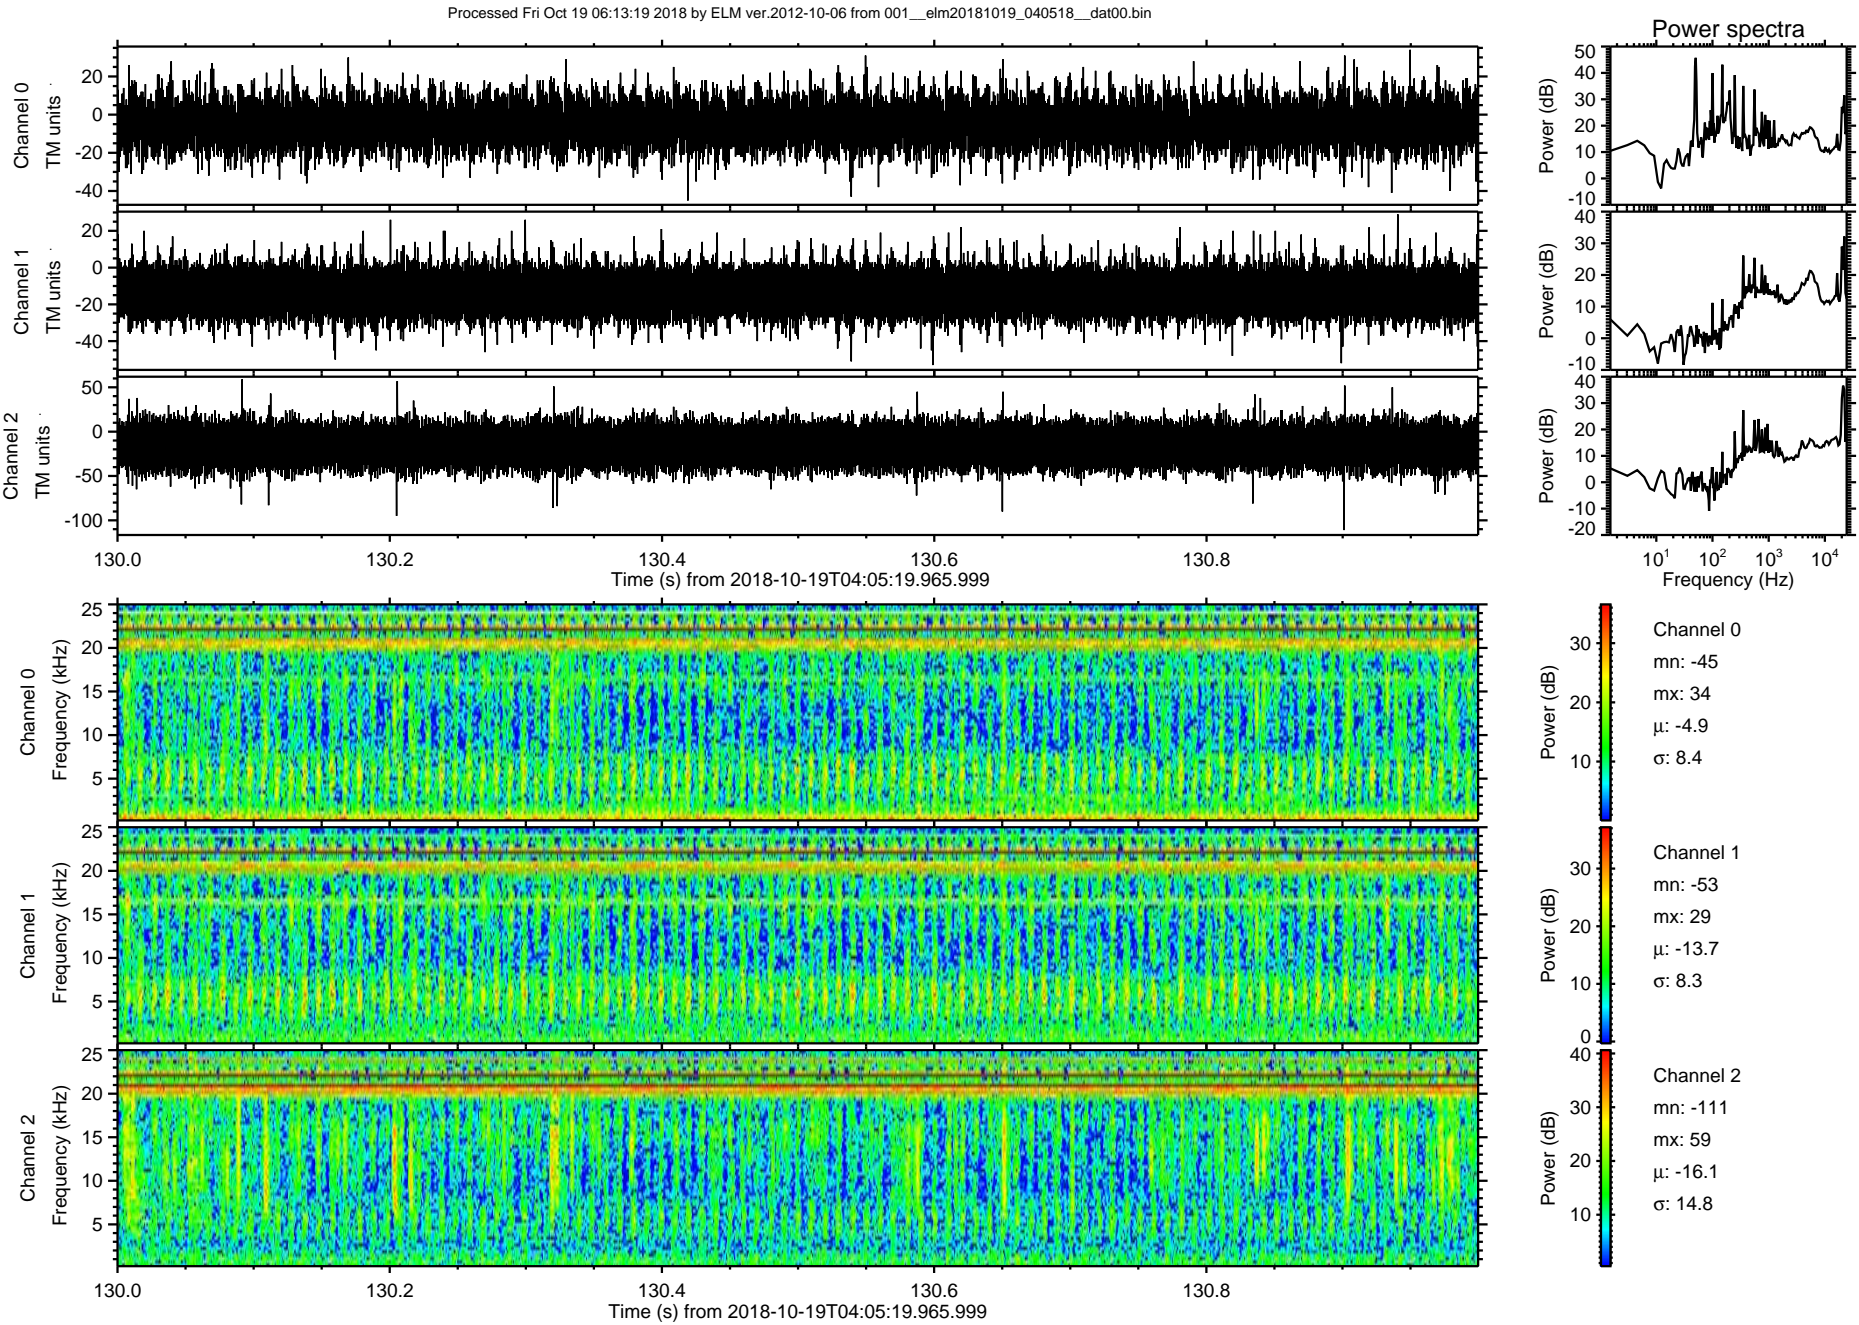 Processed Fri Oct 19 06:13:19 2018 by ELM ver.2012-10-06 from 001__elm20181019_040518__dat00.bin
Power spectra
Channel 0
TM units
20
0
-20
-40
Power (dB)
50
40
30
20
10
0
-10
Channel 1
TM units
20
0
-20
-40
Power (dB)
40
30
20
10
0
-10
Channel 2
TM units
50
0
-50
-100
Power (dB)
40
30
20
10
0
-10
-20
130.0 130.2 130.4 130.6 130.8
Time (s) from 2018-10-19T04:05:19.965.999
10^1 10^2 10^3 10^4
Frequency (Hz)
Channel 0
Frequency (kHz)
25
20
15
10
5
Power (dB)
30
20
10
Channel 0
mn: -45
mx: 34
μ: -4.9
σ: 8.4
Channel 1
Frequency (kHz)
25
20
15
10
5
Power (dB)
30
20
10
0
Channel 1
mn: -53
mx: 29
μ: -13.7
σ: 8.3
Channel 2
Frequency (kHz)
25
20
15
10
5
Power (dB)
40
30
20
10
Channel 2
mn: -111
mx: 59
μ: -16.1
σ: 14.8
130.0 130.2 130.4 130.6 130.8
Time (s) from 2018-10-19T04:05:19.965.999